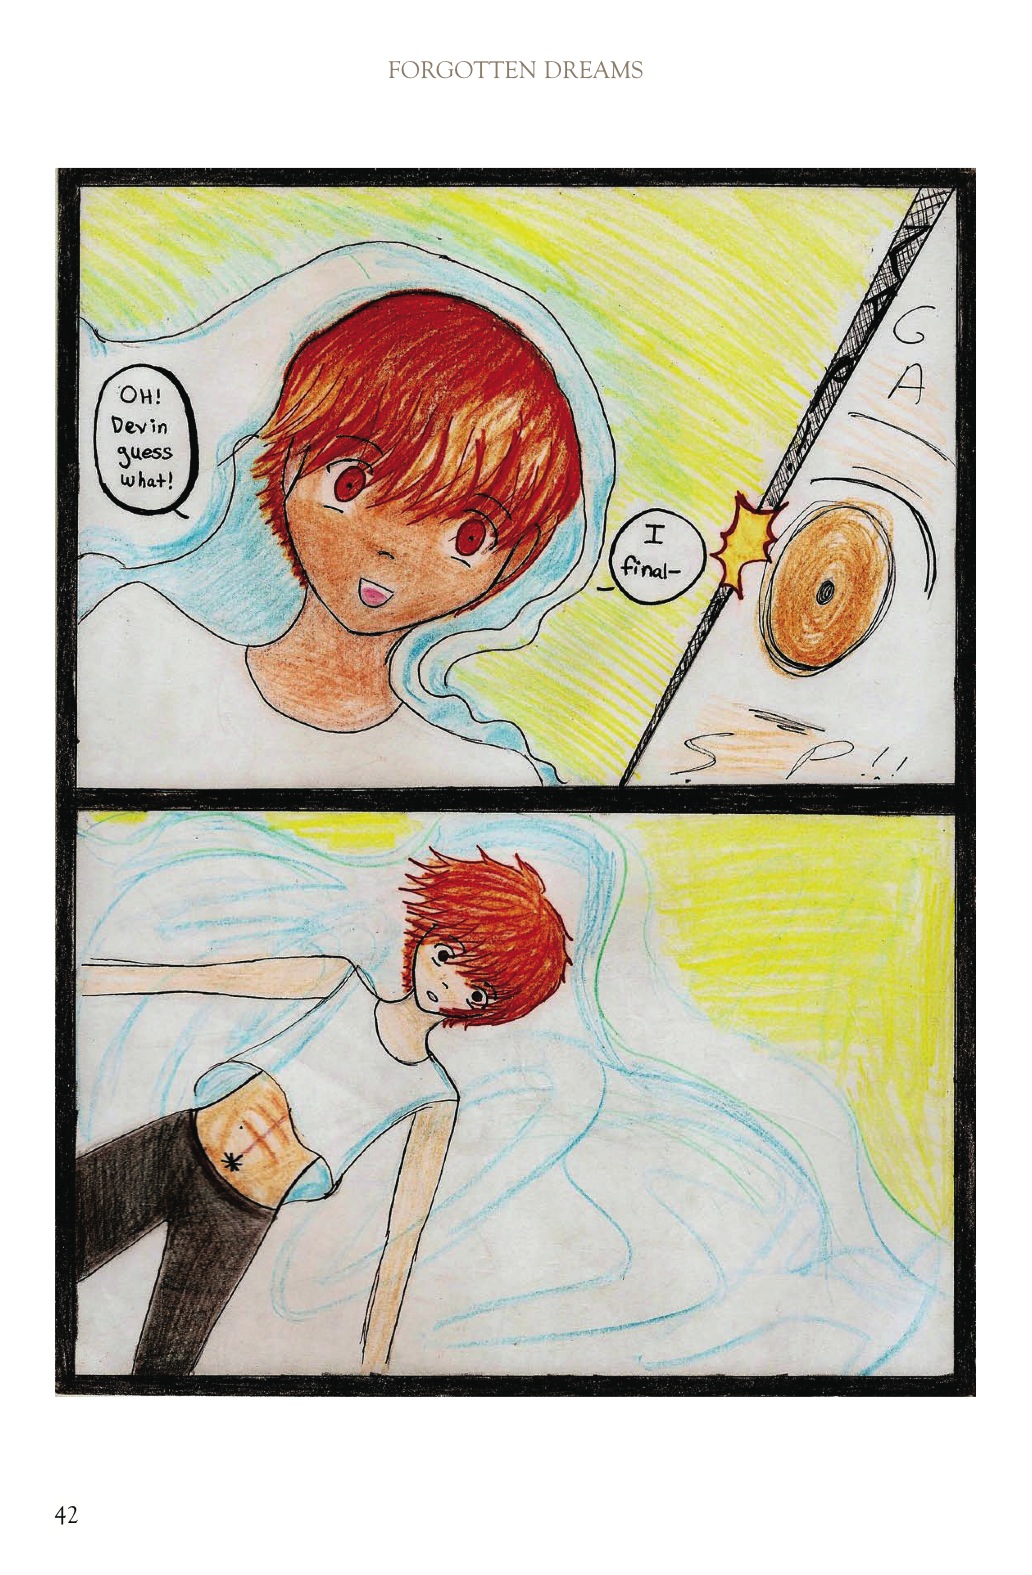 FORGOTTEN DREAMS
OH!
Devin
guess
what!
I
final-
G
A
S P!!
42